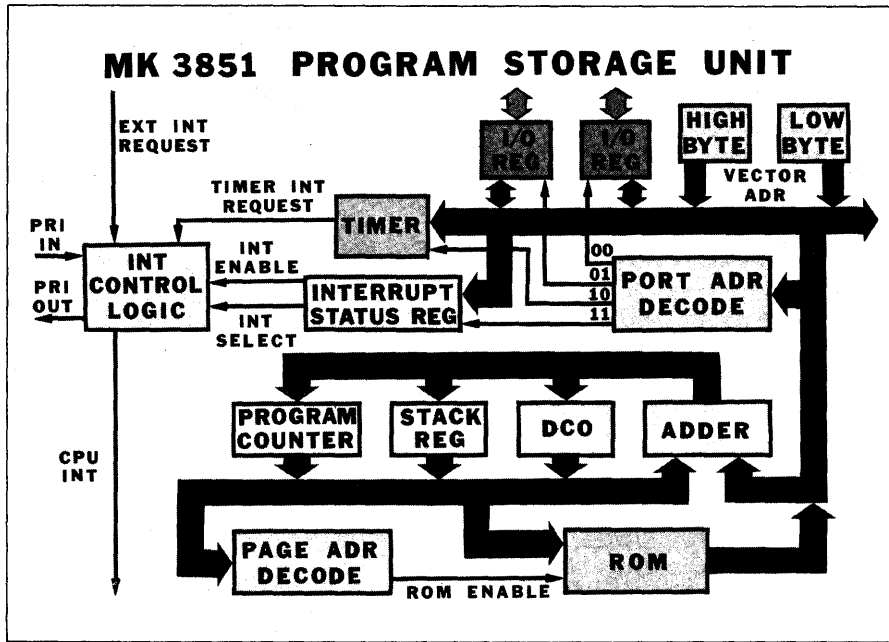 MK 3851 PROGRAM STORAGE UNIT
EXT INT
REQUEST
I/O
REG
I/O
REG
HIGH
BYTE
LOW
BYTE
VECTOR
ADR
TIMER INT
REQUEST
TIMER
PRI
IN
PRI
OUT
INT
CONTROL
LOGIC
INT
ENABLE
INT
SELECT
INTERRUPT
STATUS REG
00
01
10
11
PORT ADR
DECODE
PROGRAM
COUNTER
STACK
REG
DCO
ADDER
CPU
INT
PAGE ADR
DECODE
ROM ENABLE
ROM